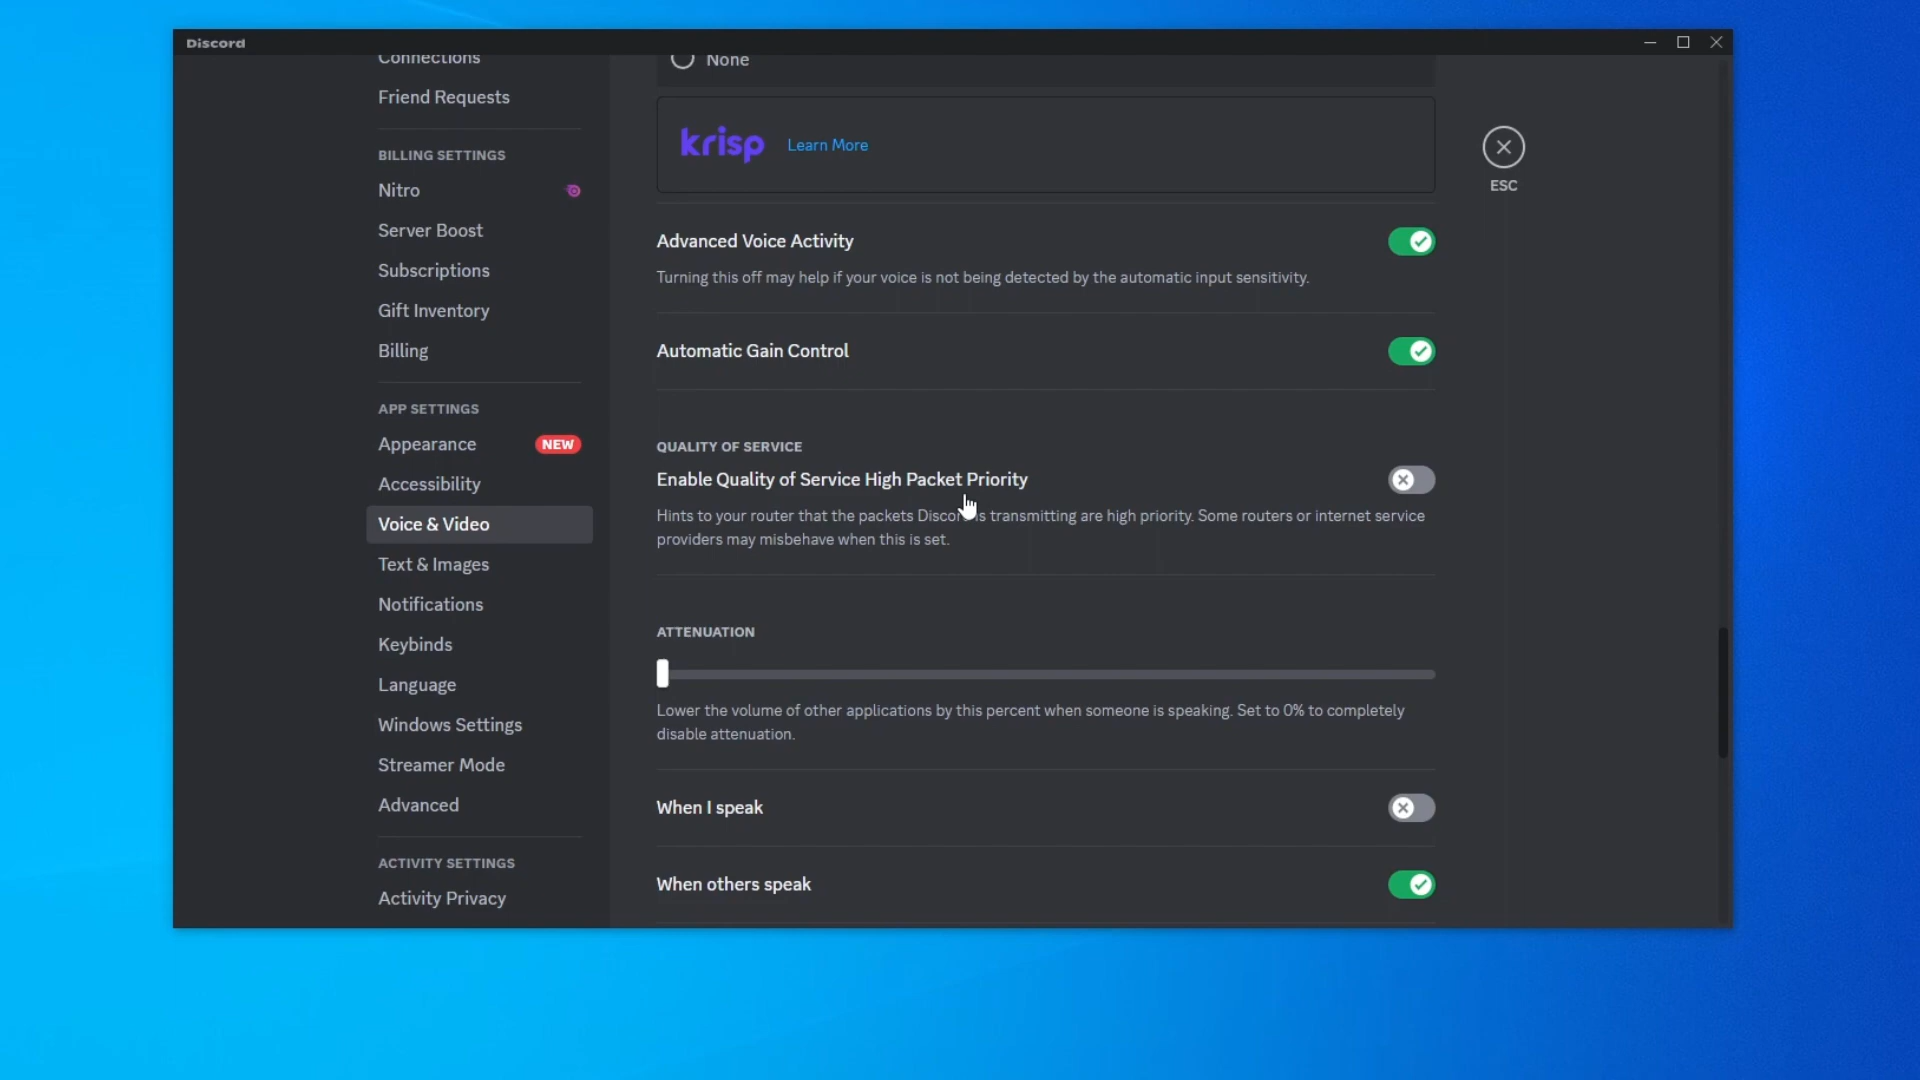 Discord
Connections
Friend Requests
BILLING SETTINGS
Nitro
Server Boost
Subscriptions
Gift Inventory
Billing
APP SETTINGS
Appearance NEW
Accessibility
Voice & Video
Text & Images
Notifications
Keybinds
Language
Windows Settings
Streamer Mode
Advanced
ACTIVITY SETTINGS
Activity Privacy
None
krisp Learn More
Advanced Voice Activity
Turning this off may help if your voice is not being detected by the automatic input sensitivity.
Automatic Gain Control
QUALITY OF SERVICE
Enable Quality of Service High Packet Priority
Hints to your router that the packets Discord is transmitting are high priority. Some routers or internet service
providers may misbehave when this is set.
ATTENUATION
Lower the volume of other applications by this percent when someone is speaking. Set to 0% to completely
disable attenuation.
When I speak
When others speak
ESC